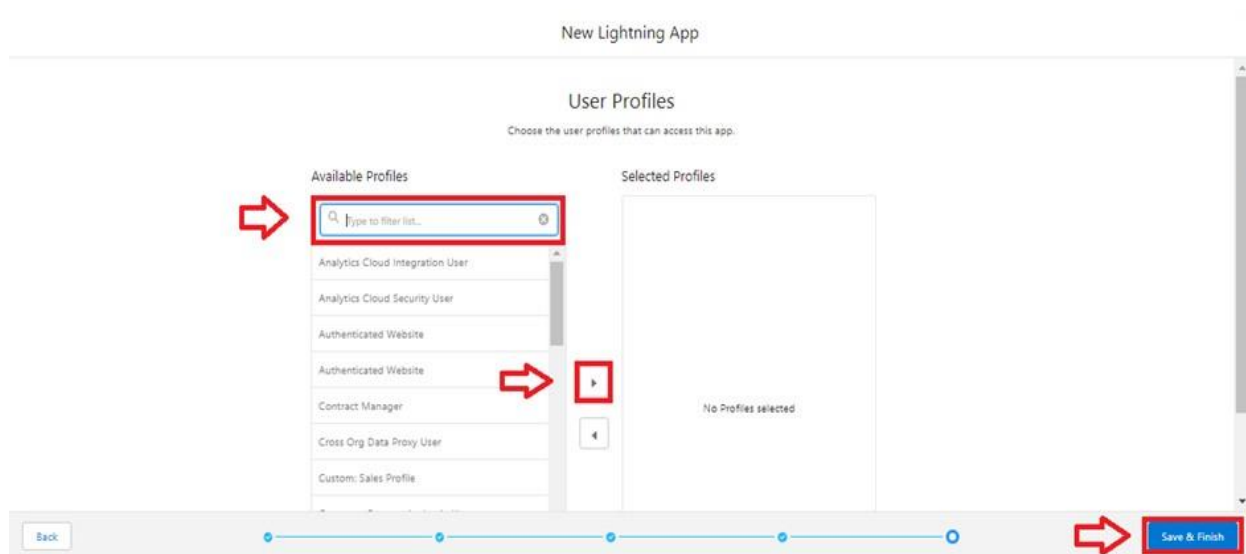 New Lightning App
User Profiles
Choose the user profiles that can access this app.
Available Profiles
Selected Profiles
Type to filter list...
Analytics Cloud Integration User
Analytics Cloud Security User
Authenticated Website
Authenticated Website
Contract Manager
Cross Org Data Proxy User
Custom: Sales Profile
No Profiles selected
Back
Save & Finish